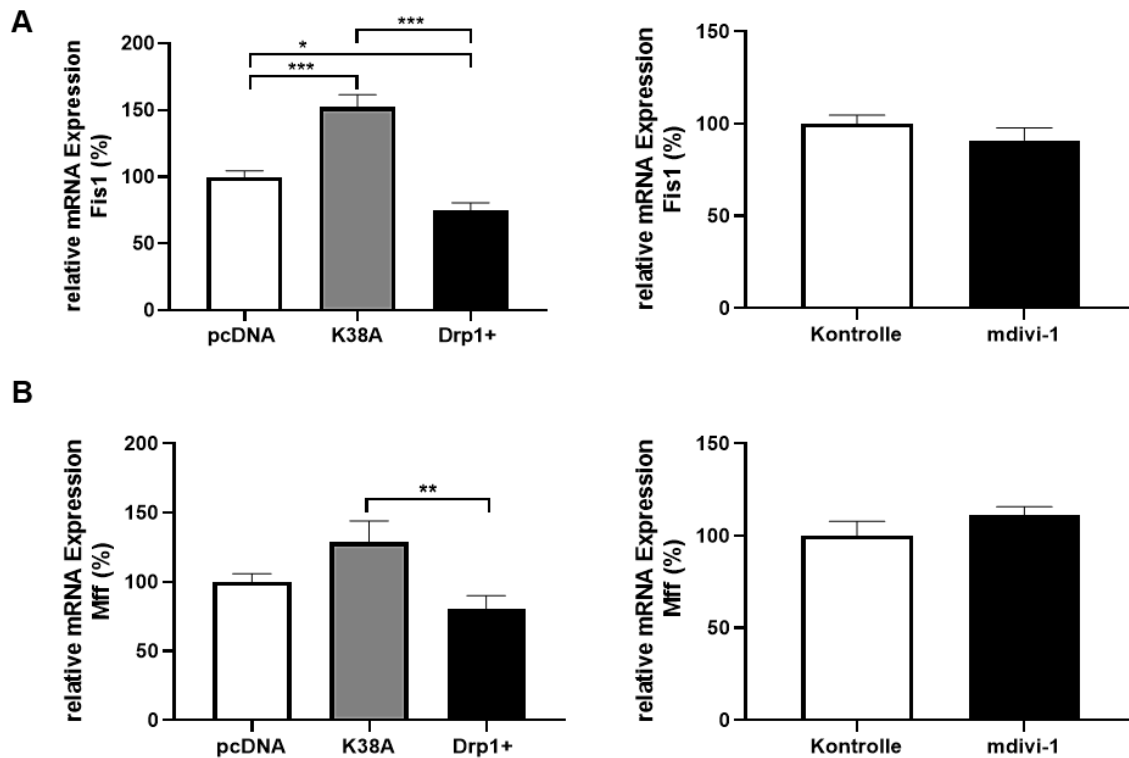 A
relative mRNA Expression
Fis1 (%)
200
150
100
50
0
***
*
***
pcDNA
K38A
Drp1+
relative mRNA Expression
Fis1 (%)
150
100
50
0
Kontrolle
mdivi-1
B
relative mRNA Expression
Mff (%)
200
150
100
50
0
**
pcDNA
K38A
Drp1+
relative mRNA Expression
Mff (%)
150
100
50
0
Kontrolle
mdivi-1